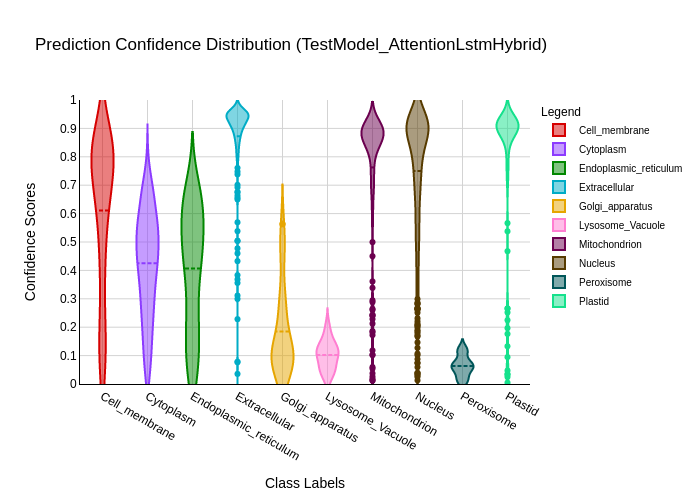 Prediction Confidence Distribution (TestModel_AttentionLstmHybrid)
Legend
Cell_membrane
Cytoplasm
Endoplasmic_reticulum
Extracellular
Golgi_apparatus
Lysosome_Vacuole
Mitochondrion
Nucleus
Peroxisome
Plastid
Confidence Scores
1
0.9
0.8
0.7
0.6
0.5
0.4
0.3
0.2
0.1
0
Cell_membrane
Cytoplasm
Endoplasmic_reticulum
Extracellular
Golgi_apparatus
Lysosome_Vacuole
Mitochondrion
Nucleus
Peroxisome
Plastid
Class Labels